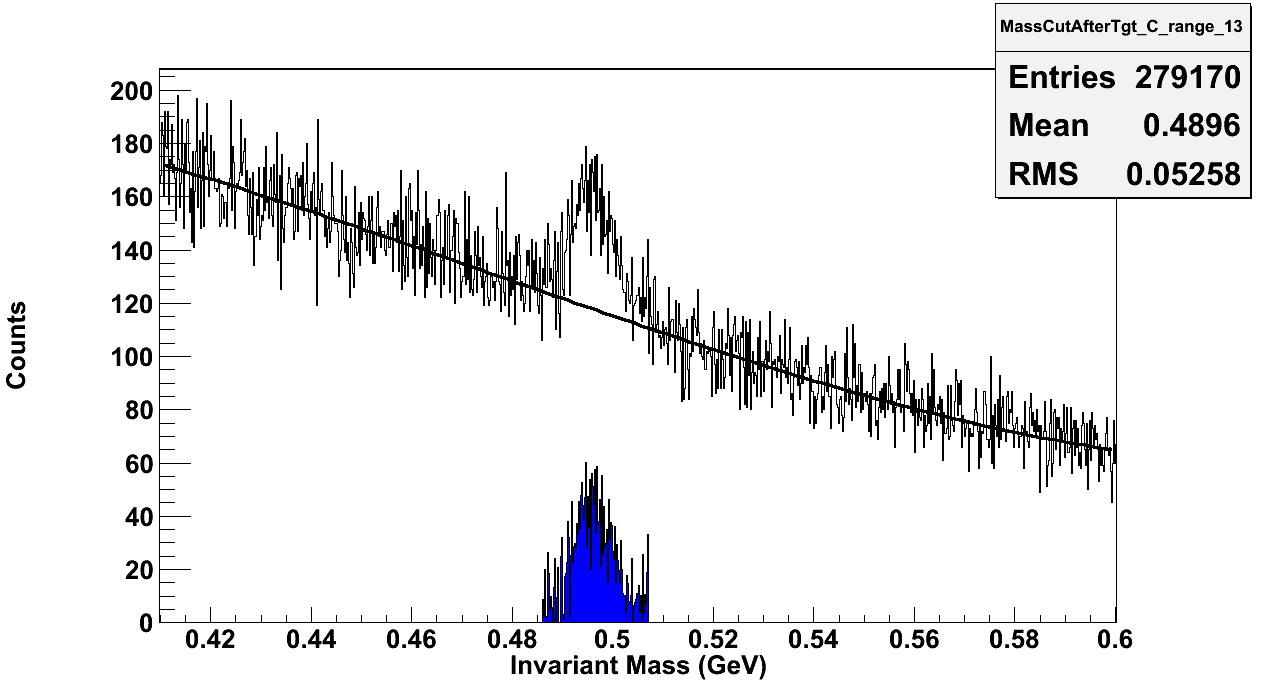 MassCutAfterTgt_C_range_13
Entries 279170
Mean 0.4896
RMS 0.05258
200
180
160
140
120
100
80
60
40
20
0
Counts
0.42 0.44 0.46 0.48 0.5 0.52 0.54 0.56 0.58 0.6
Invariant Mass (GeV)